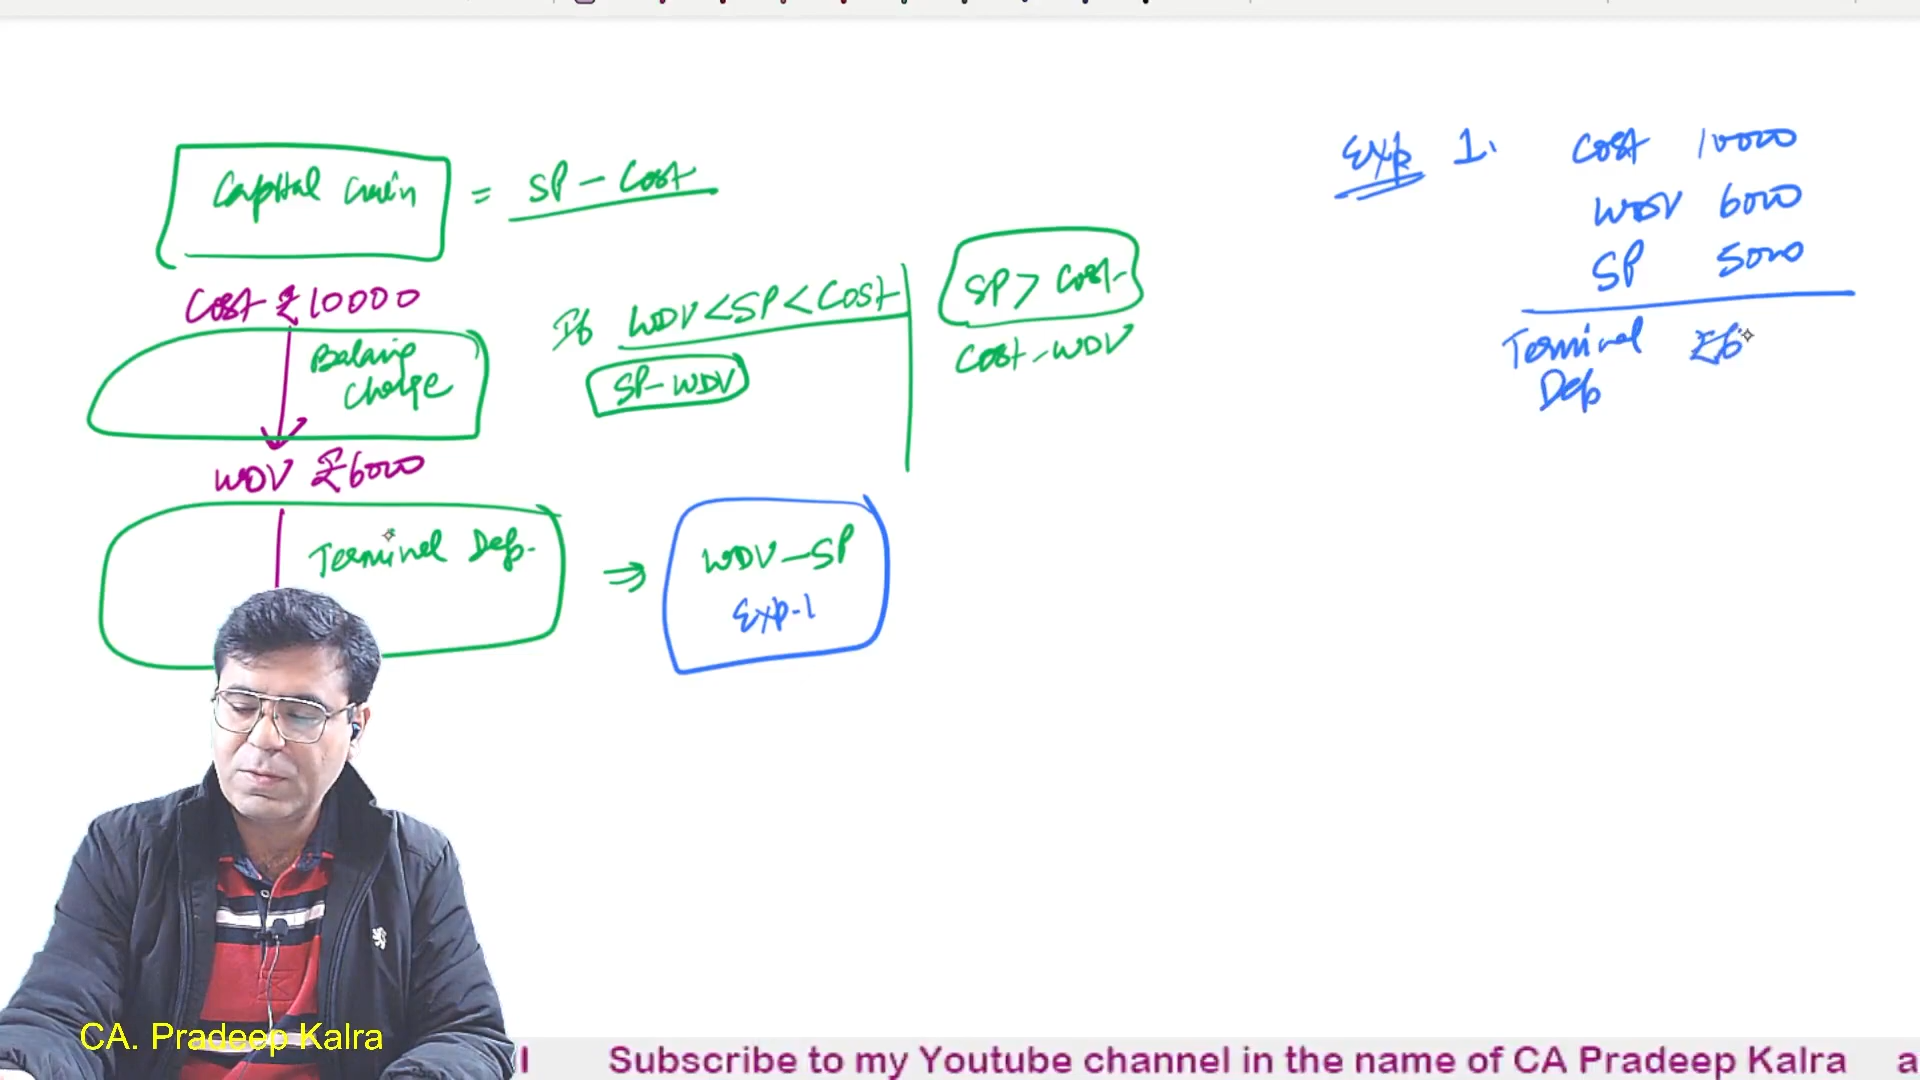 Capital Gain = SP - Cost
Cost ₹10000
Balancing Charge
If WDV < SP < Cost
SP - WDV
SP > Cost
Cost - WDV
WDV ₹6000
Terminal Dep. ⇒ WDV - SP
Exp-1
Exp 1. Cost 10000
WDV 6000
SP 5000
Terminal Dep ₹6
CA. Pradeep Kalra
Subscribe to my Youtube channel in the name of CA Pradeep Kalra a